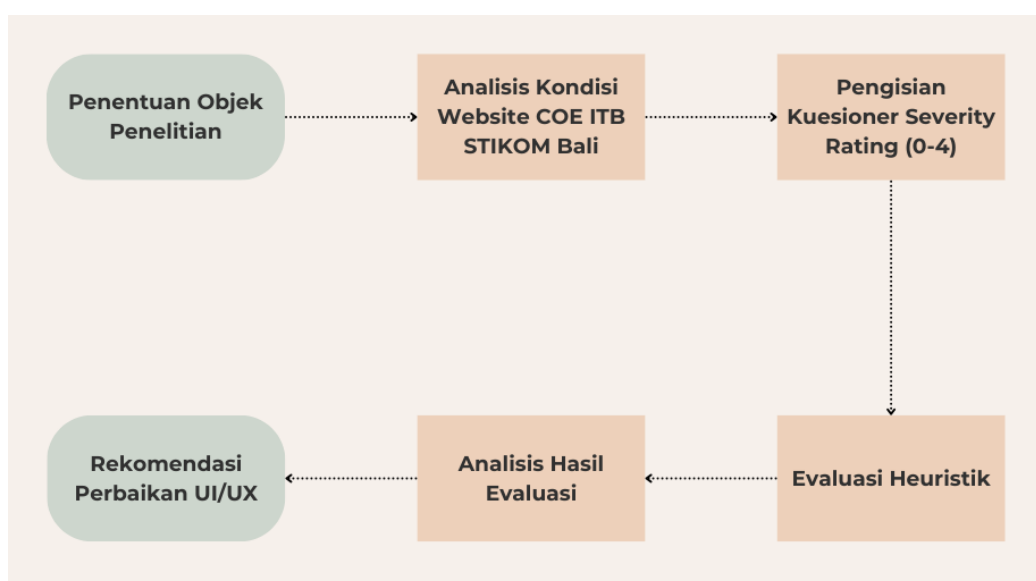 Penentuan Objek
Penelitian
Analisis Kondisi
Website COE ITB
STIKOM Bali
Pengisian
Kuesioner Severity
Rating (0-4)
Evaluasi Heuristik
Analisis Hasil
Evaluasi
Rekomendasi
Perbaikan UI/UX